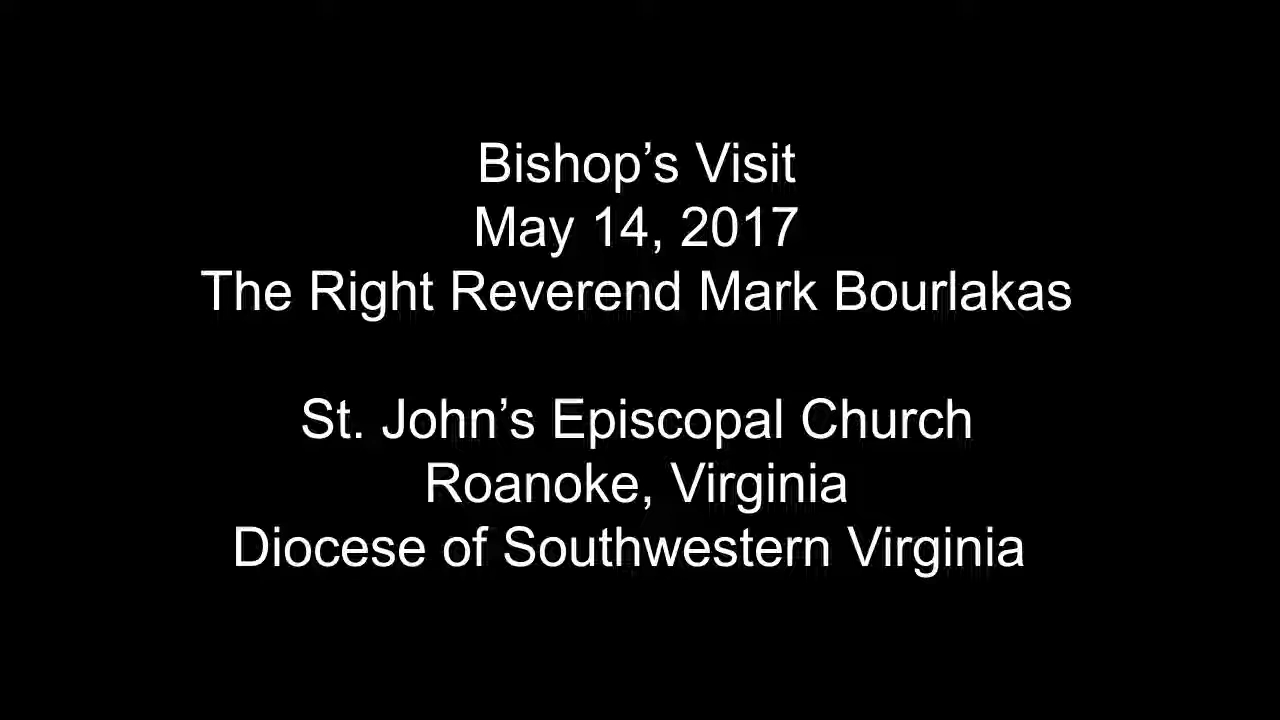 Bishop’s Visit
May 14, 2017
The Right Reverend Mark Bourlakas
St. John’s Episcopal Church
Roanoke, Virginia
Diocese of Southwestern Virginia